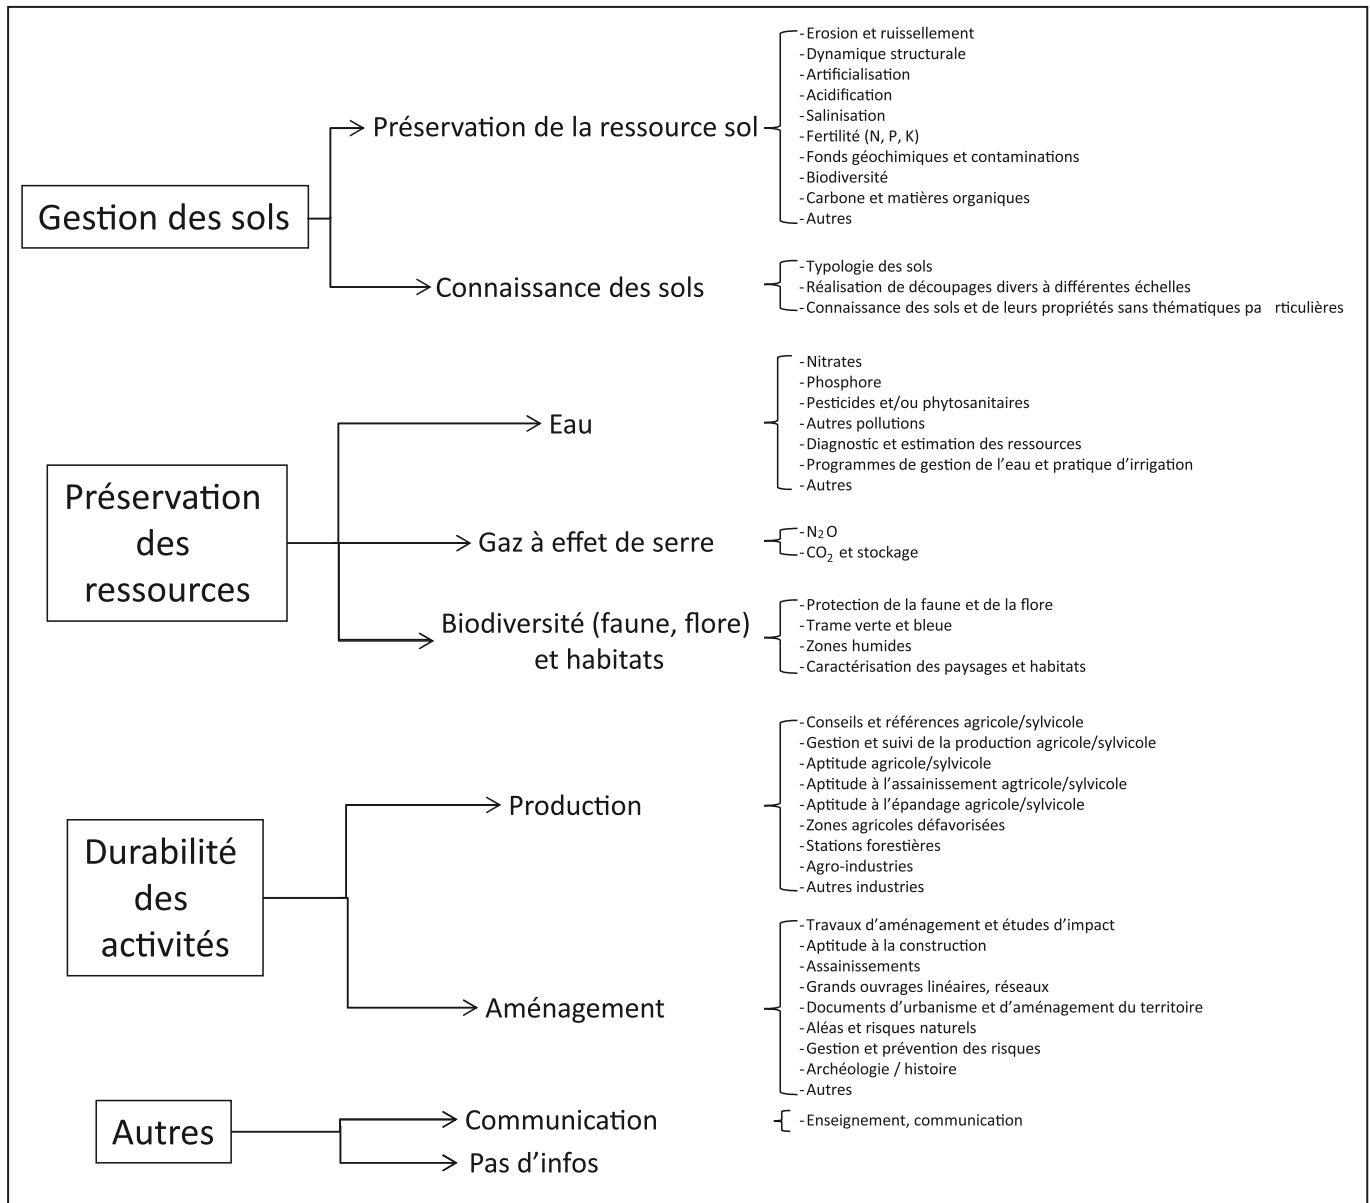 Gestion des sols
Préservation de la ressource sol
-Erosion et ruissellement
-Dynamique structurale
-Artificialisation
-Acidification
-Salinisation
-Fertilité (N, P, K)
-Fonds géochimiques et contaminations
-Biodiversité
-Carbone et matières organiques
-Autres
Connaissance des sols
-Typologie des sols
-Réalisation de découpages divers à différentes échelles
-Connaissance des sols et de leurs propriétés sans thématiques pa rticulières
Préservation
des
ressources
Eau
-Nitrates
-Phosphore
-Pesticides et/ou phytosanitaires
-Autres pollutions
-Diagnostic et estimation des ressources
-Programmes de gestion de l'eau et pratique d'irrigation
-Autres
Gaz à effet de serre
-N2O
-CO2 et stockage
Biodiversité (faune, flore)
et habitats
-Protection de la faune et de la flore
-Trame verte et bleue
-Zones humides
-Caractérisation des paysages et habitats
Durabilité
des
activités
Production
-Conseils et références agricole/sylvicole
-Gestion et suivi de la production agricole/sylvicole
-Aptitude agricole/sylvicole
-Aptitude à l'assainissement agtricole/sylvicole
-Aptitude à l'épandage agricole/sylvicole
-Zones agricoles défavorisées
-Stations forestières
-Agro-industries
-Autres industries
Aménagement
-Travaux d'aménagement et études d'impact
-Aptitude à la construction
-Assainissements
-Grands ouvrages linéaires, réseaux
-Documents d'urbanisme et d'aménagement du territoire
-Aléas et risques naturels
-Gestion et prévention des risques
-Archéologie / histoire
-Autres
Autres
Communication
-Enseignement, communication
Pas d'infos